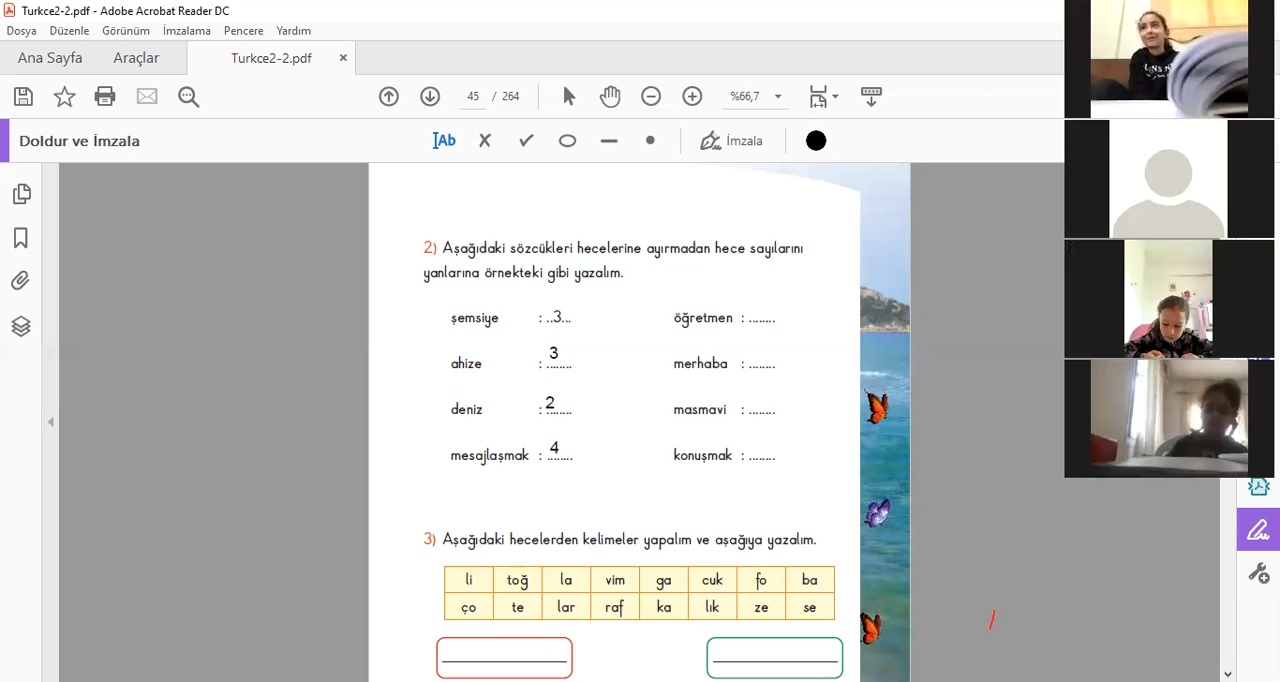 Turkce2-2.pdf - Adobe Acrobat Reader DC
Dosya Düzenle Görünüm İmzalama Pencere Yardım
Ana Sayfa Araçlar Turkce2-2.pdf ×
45 / 264 %66,7
Doldur ve İmzala
Ab İmzala
2) Aşağıdaki sözcükleri hecelerine ayırmadan hece sayılarını
yanlarına örnekteki gibi yazalım.
şemsiye : ..3... öğretmen : ........
ahize : 3 merhaba : ........
deniz : 2 masmavi : ........
mesajlaşmak : 4 konuşmak : ........
3) Aşağıdaki hecelerden kelimeler yapalım ve aşağıya yazalım.
li toğ la vim ga cuk fo ba
ço te lar raf ka lık ze se